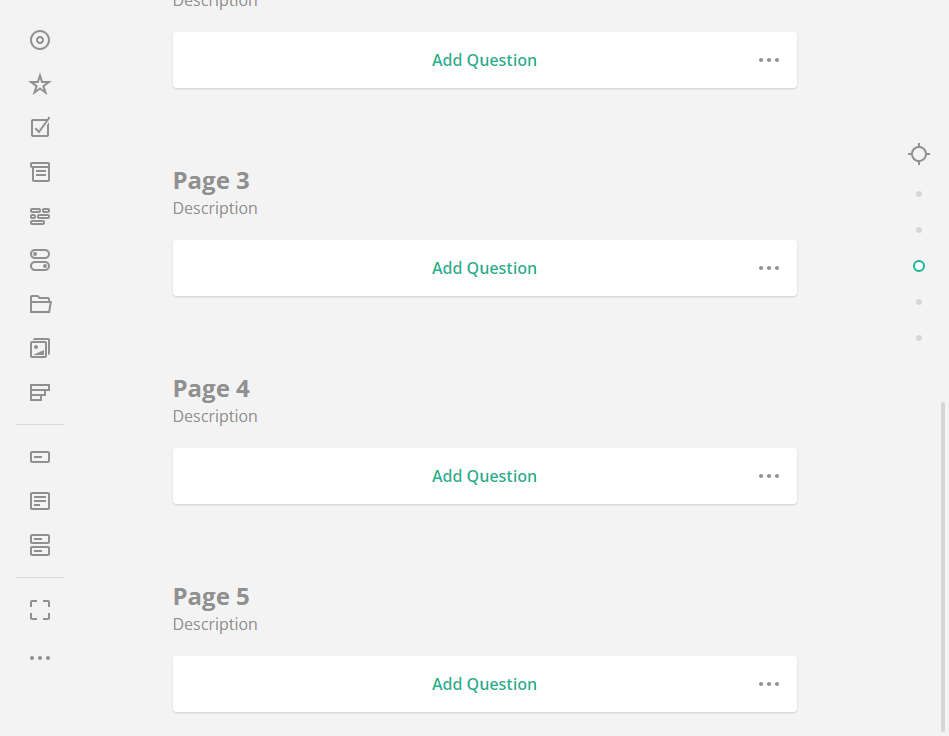 Description
Add Question
Page 3
Description
Add Question
Page 4
Description
Add Question
Page 5
Description
Add Question